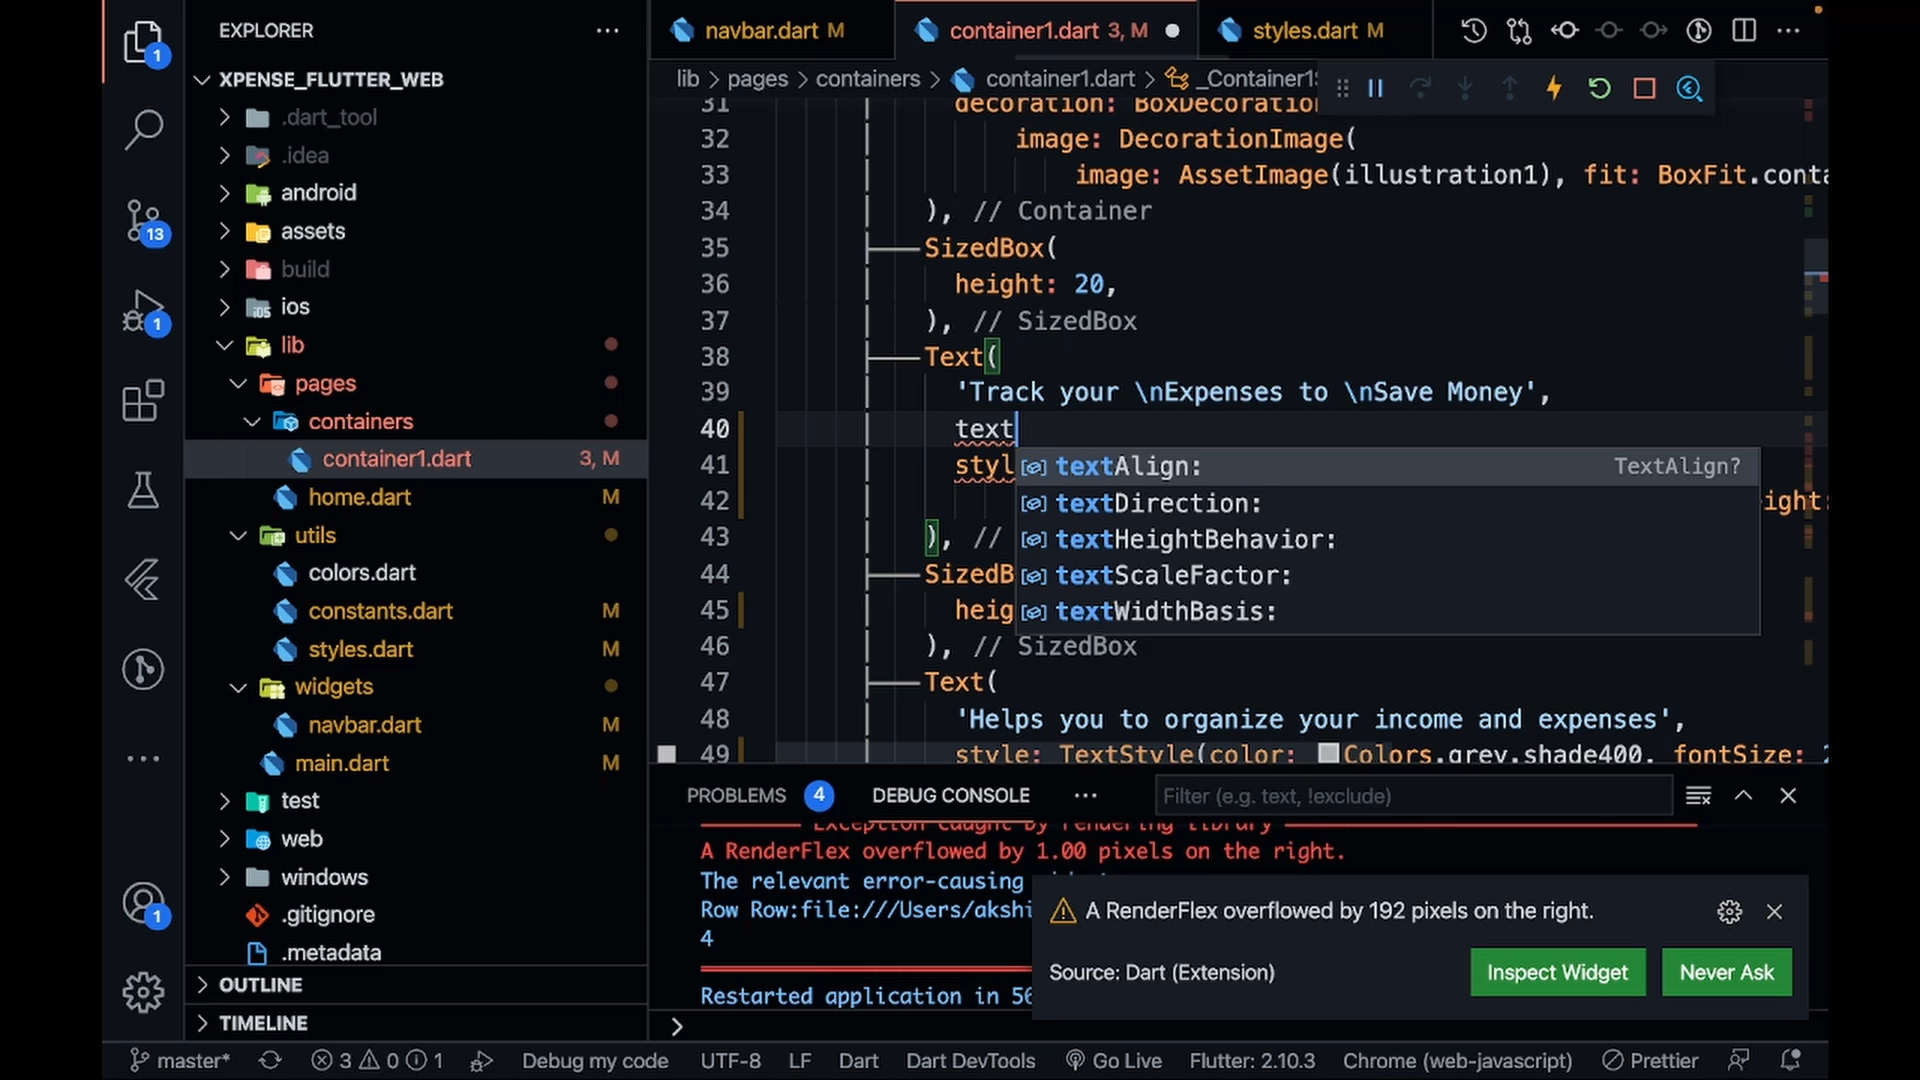 EXPLORER
XPENSE_FLUTTER_WEB
.dart_tool
.idea
android
assets
build
ios
lib
pages
containers
container1.dart 3, M
home.dart M
utils
colors.dart
constants.dart M
styles.dart M
widgets
navbar.dart M
main.dart M
test
web
windows
.gitignore
.metadata
OUTLINE
TIMELINE
1
13
1
1
navbar.dart M
container1.dart 3, M
styles.dart M
lib > pages > containers > container1.dart > _Container1
31 decoration: BoxDecoration
32 image: DecorationImage(
33 image: AssetImage(illustration1), fit: BoxFit.conta
34 ), // Container
35 SizedBox(
36 height: 20,
37 ), // SizedBox
38 Text(
39 'Track your \nExpenses to \nSave Money',
40 text
41 styl
42 ight:
43 ), //
44 SizedB
45 heig
46 ), // SizedBox
47 Text(
48 'Helps you to organize your income and expenses',
49 style: TextStyle(color: Colors.grey.shade400, fontSize: 2
textAlign: TextAlign?
textDirection:
textHeightBehavior:
textScaleFactor:
textWidthBasis:
PROBLEMS 4 DEBUG CONSOLE
Filter (e.g. text, !exclude)
Exception caught by rendering library
A RenderFlex overflowed by 1.00 pixels on the right.
The relevant error-causing
Row Row:file:///Users/akshi
4
Restarted application in 56
A RenderFlex overflowed by 192 pixels on the right.
Source: Dart (Extension)
Inspect Widget
Never Ask
master* 3 0 1 Debug my code UTF-8 LF Dart Dart DevTools Go Live Flutter: 2.10.3 Chrome (web-javascript) Prettier